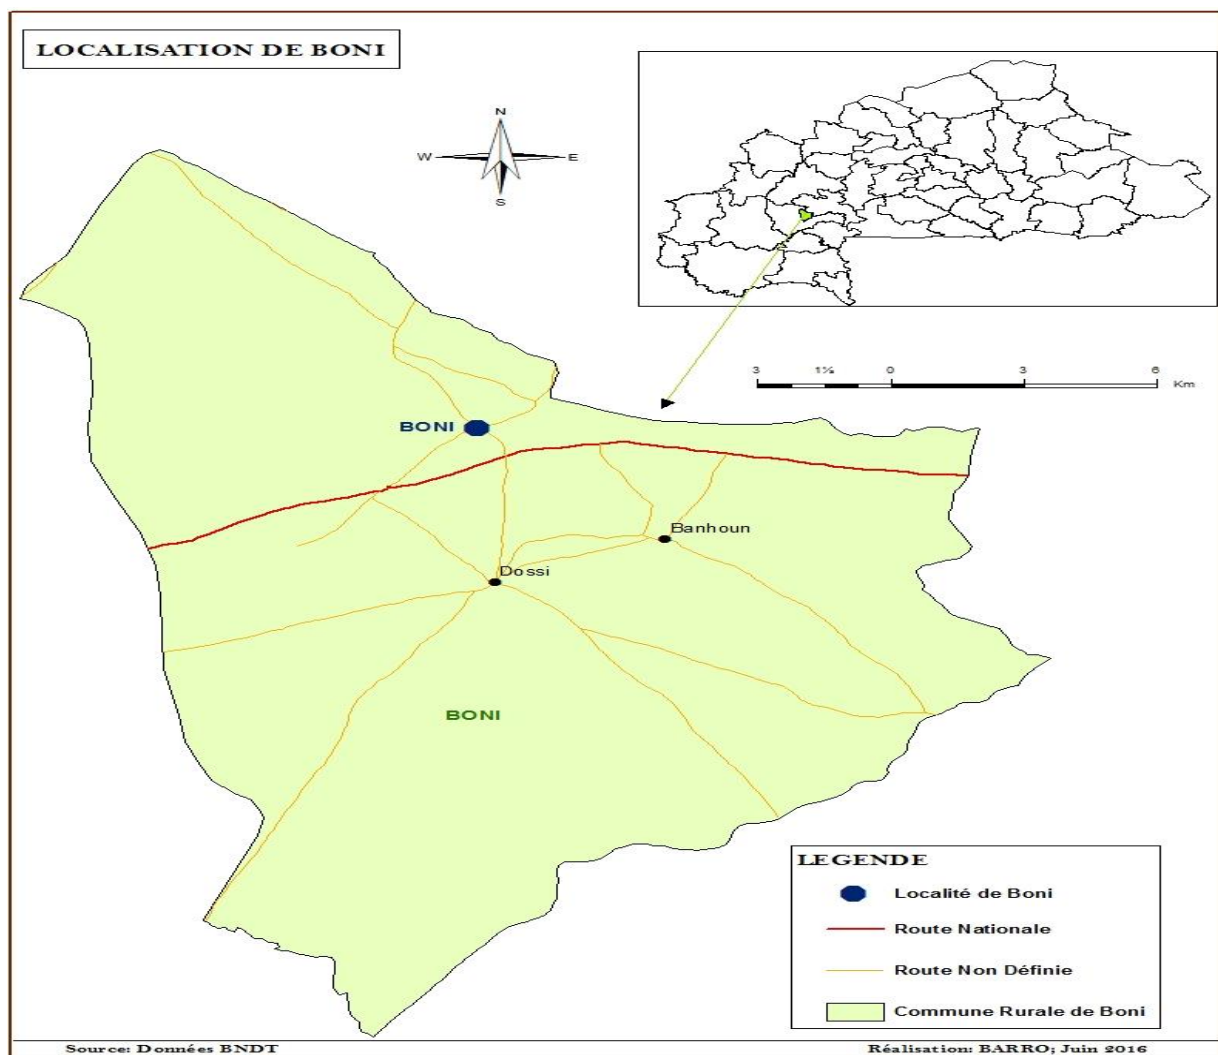 LOCALISATION DE BONI
N
W E
S
3 1½ 0 3 6
Km
BONI
Banhoun
Dossi
BONI
LEGENDE
Localité de Boni
Route Nationale
Route Non Définie
Commune Rurale de Boni
Source: Données BNDT
Réalisation: BARRO; Juin 2016